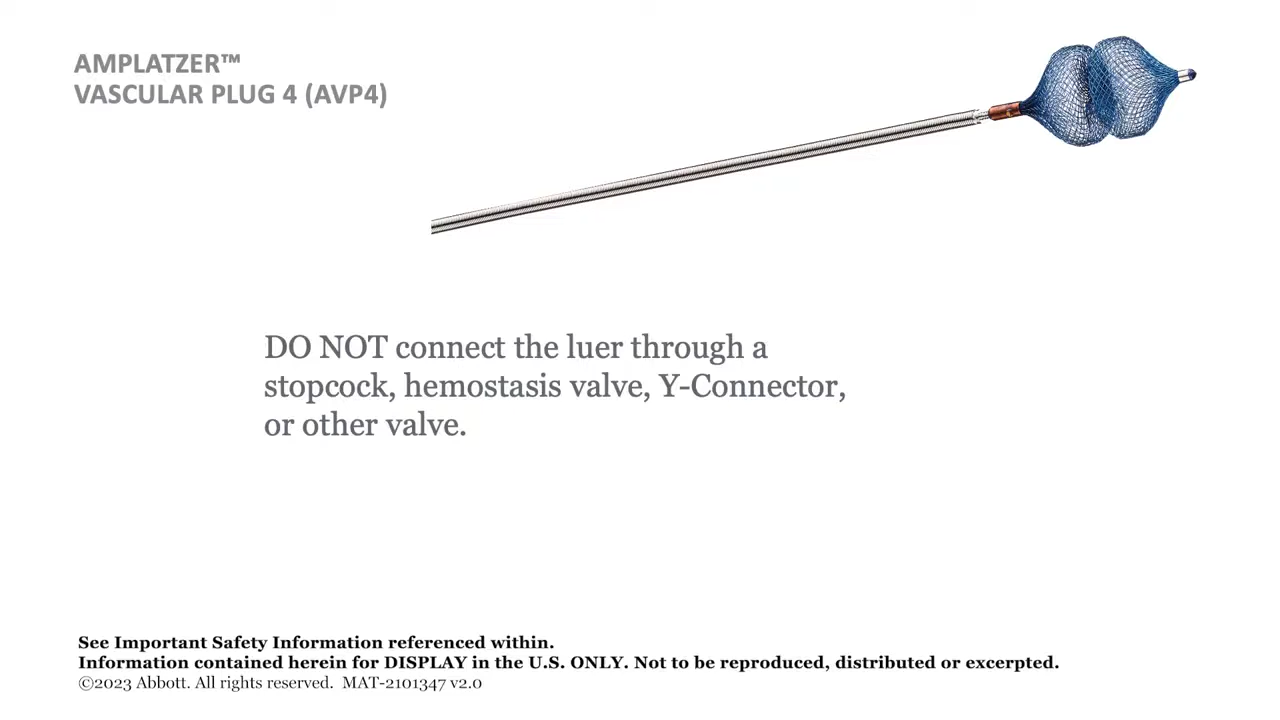 AMPLATZER™
VASCULAR PLUG 4 (AVP4)
DO NOT connect the luer through a
stopcock, hemostasis valve, Y-Connector,
or other valve.
See Important Safety Information referenced within.
Information contained herein for DISPLAY in the U.S. ONLY. Not to be reproduced, distributed or excerpted.
©2023 Abbott. All rights reserved. MAT-2101347 v2.0